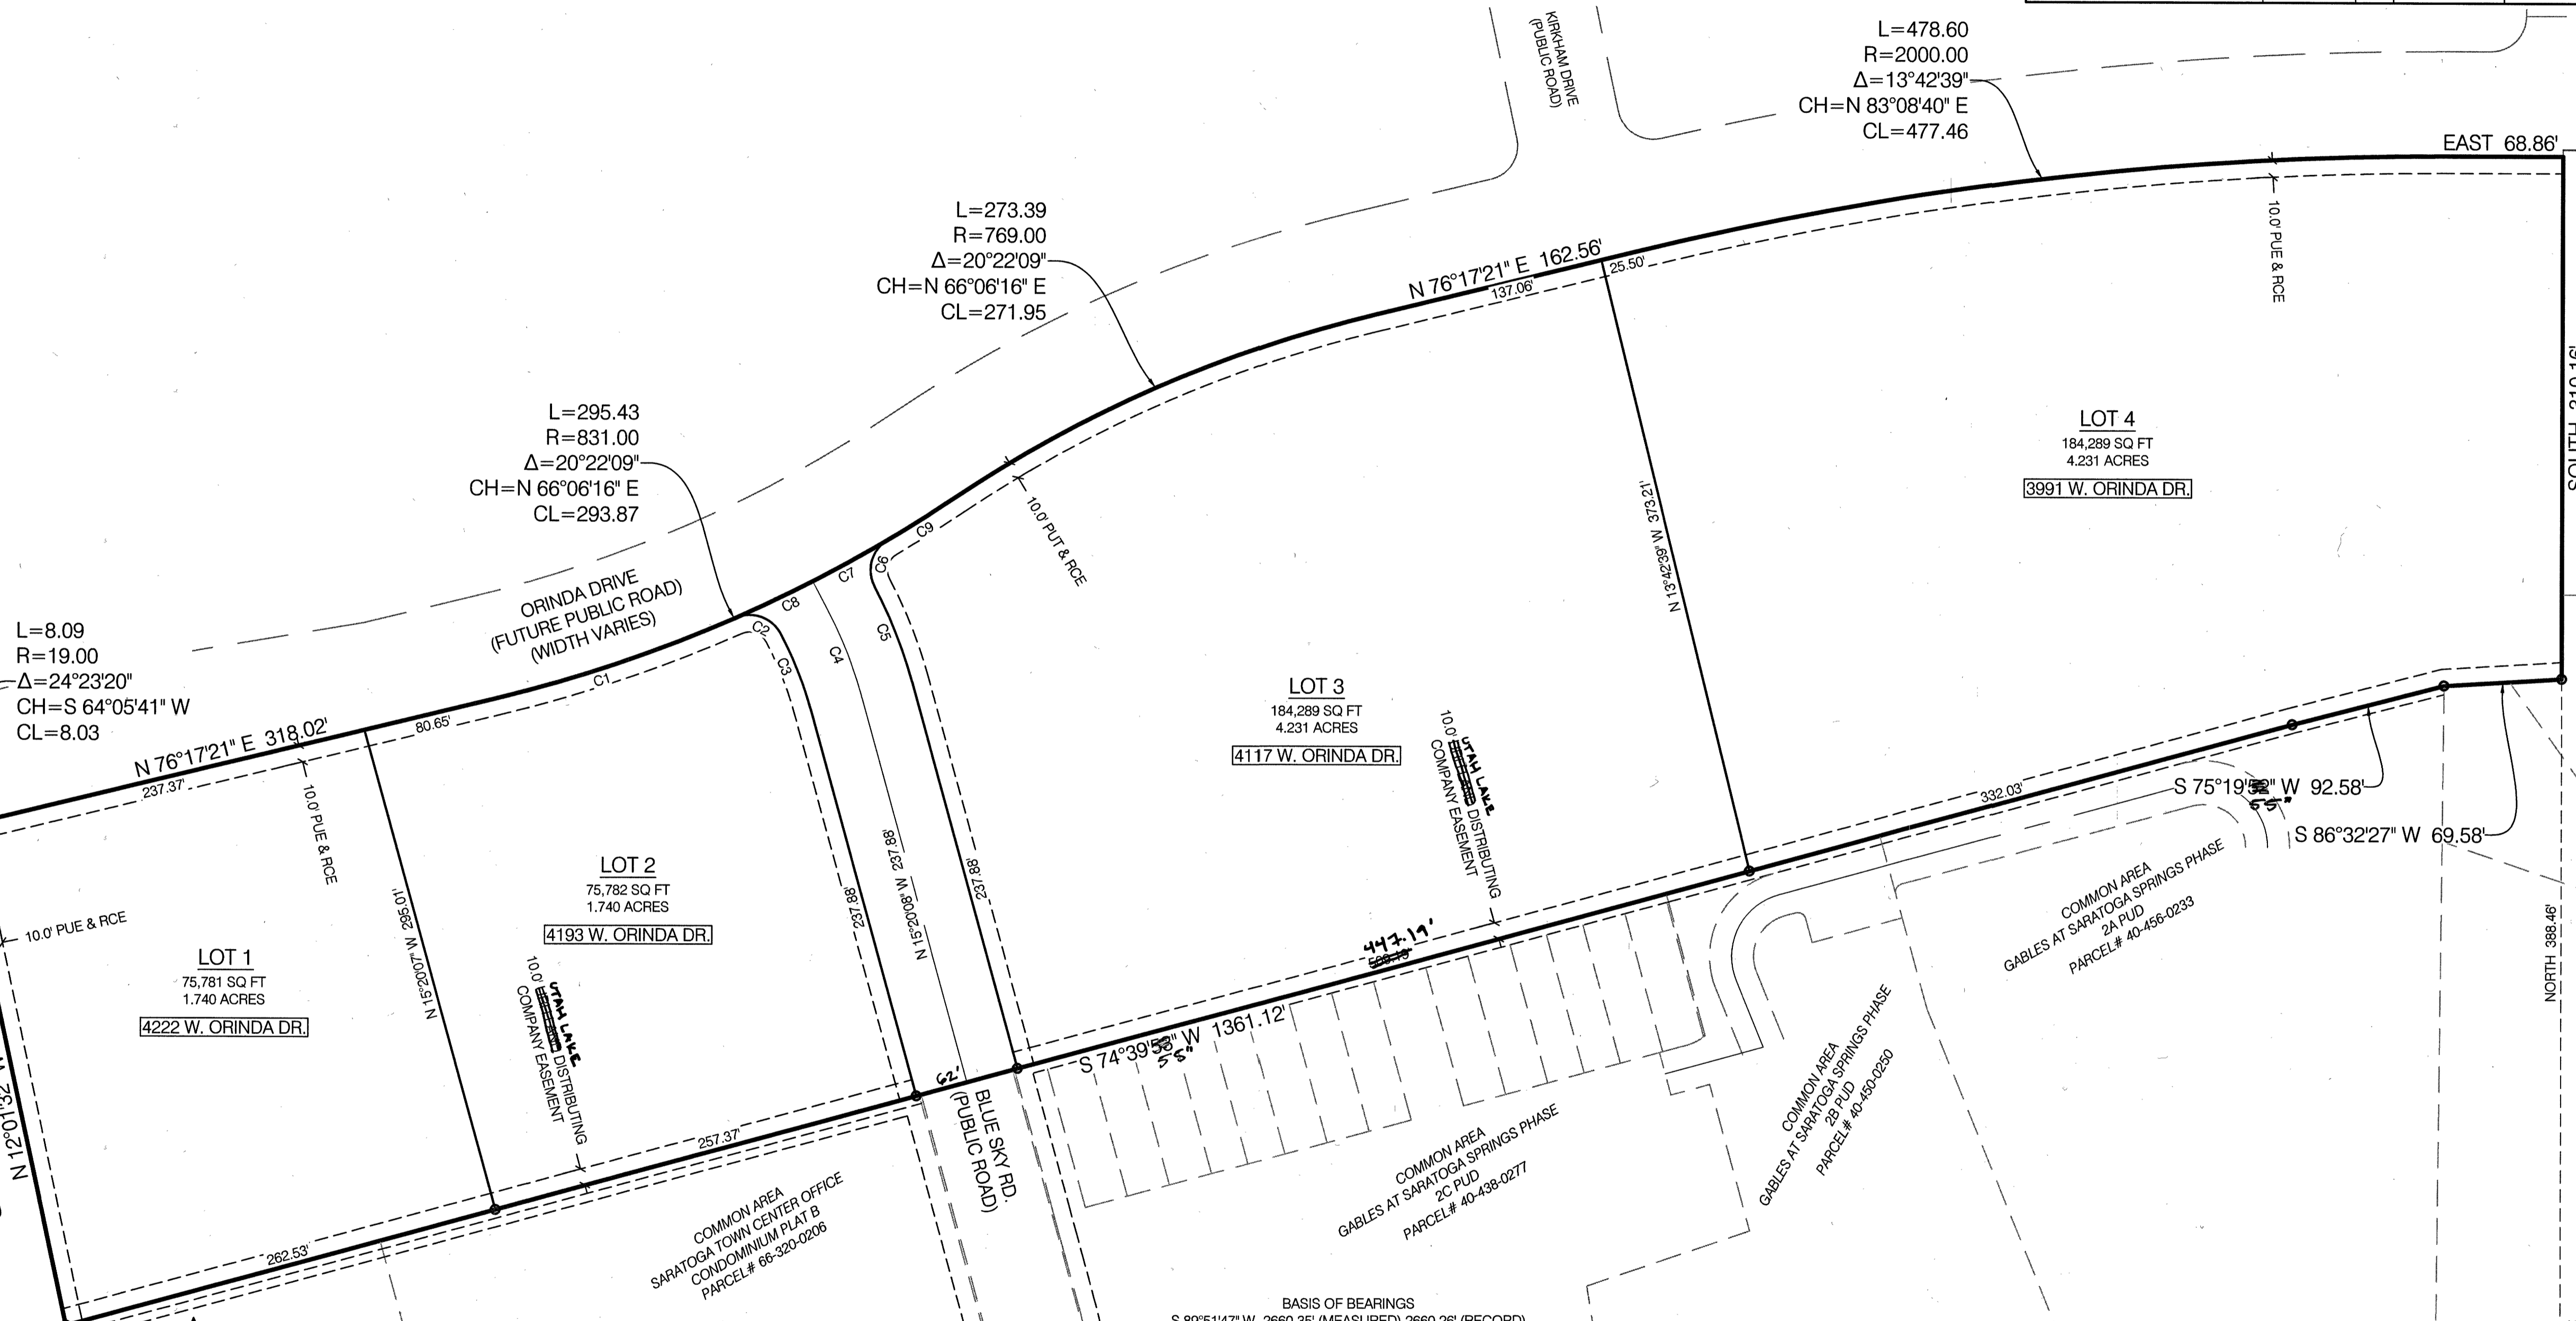 KIRKHAM DRIVE
(PUBLIC ROAD)
L=478.60
R=2000.00
Δ=13°42'39"
CH=N 83°08'40" E
CL=477.46
EAST 68.86'
L=273.39
R=769.00
Δ=20°22'09"
CH=N 66°06'16" E
CL=271.95
N 76°17'21" E 162.56'
137.06'
25.50'
10.0' PUE & RCE
L=295.43
R=831.00
Δ=20°22'09"
CH=N 66°06'16" E
CL=293.87
C9
C6
C7
C8
C5
C4
C2
C3
C1
10.0' PUT & RCE
ORINDA DRIVE
(FUTURE PUBLIC ROAD)
(WIDTH VARIES)
LOT 4
184,289 SQ FT
4.231 ACRES
3991 W. ORINDA DR.
N 13°42'39" W 373.21'
L=8.09
R=19.00
Δ=24°23'20"
CH=S 64°05'41" W
CL=8.03
N 76°17'21" E 318.02'
237.37'
80.65'
10.0' PUE & RCE
LOT 3
184,289 SQ FT
4.231 ACRES
4117 W. ORINDA DR.
10.0' UTAH LAKE DISTRIBUTING
COMPANY EASEMENT
332.03'
S 75°19'55" W 92.58'
S 86°32'27" W 69.58'
LOT 2
75,782 SQ FT
1.740 ACRES
4193 W. ORINDA DR.
N 15°20'07" W 295.01'
237.88'
N 15°20'08" W 237.88'
237.88'
10.0' PUE & RCE
LOT 1
75,781 SQ FT
1.740 ACRES
4222 W. ORINDA DR.
10.0' UTAH LAKE DISTRIBUTING
COMPANY EASEMENT
447.19'
S 74°39'55" W 1361.12'
62'
BLUE SKY RD.
(PUBLIC ROAD)
257.37'
262.53'
COMMON AREA
SARATOGA TOWN CENTER OFFICE
CONDOMINIUM PLAT B
PARCEL# 66-320-0206
COMMON AREA
GABLES AT SARATOGA SPRINGS PHASE
2C PUD
PARCEL# 40-438-0277
COMMON AREA
GABLES AT SARATOGA SPRINGS PHASE
2B PUD
PARCEL# 40-450-0250
COMMON AREA
GABLES AT SARATOGA SPRINGS PHASE
2A PUD
PARCEL# 40-456-0233
NORTH 388.46'
BASIS OF BEARINGS
S 89°51'47" W 2660.35' (MEASURED) 2660.26' (RECORD)